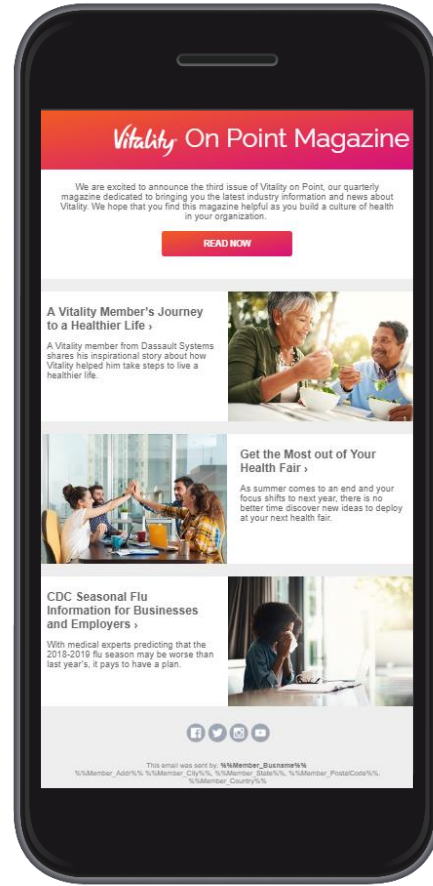 Vitality On Point Magazine
We are excited to announce the third issue of Vitality on Point, our quarterly
magazine dedicated to bringing you the latest industry information and news about
Vitality. We hope that you find this magazine helpful as you build a culture of health
in your organization.
READ NOW
A Vitality Member's Journey
to a Healthier Life ›
A Vitality member from Dassault Systems
shares his inspirational story about how
Vitality helped him take steps to live a
healthier life.
Get the Most out of Your
Health Fair ›
As summer comes to an end and your
focus shifts to next year, there is no
better time discover new ideas to deploy
at your next health fair.
CDC Seasonal Flu
Information for Businesses
and Employers ›
With medical experts predicting that the
2018-2019 flu season may be worse than
last year's, it pays to have a plan.
This email was sent by: %%Member_Busname%%
%%Member_Addr%% %%Member_City%%, %%Member_State%%, %%Member_PostalCode%%,
%%Member_Country%%